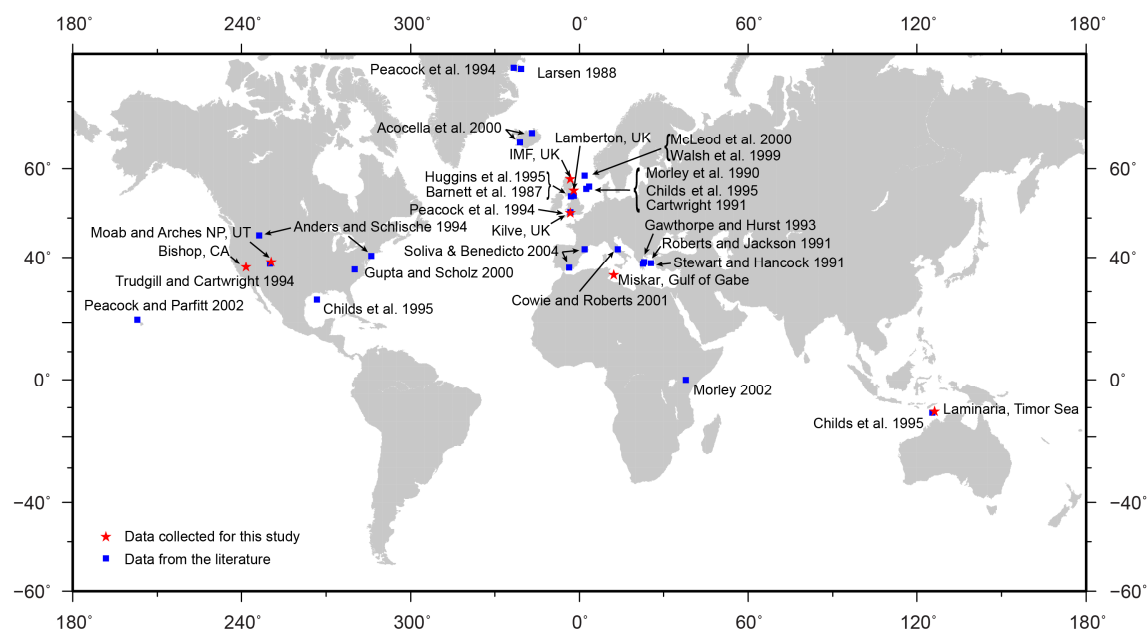 180˚ 240˚ 300˚ 0˚ 60˚ 120˚ 180˚
Peacock et al. 1994
Larsen 1988
Acocella et al. 2000
Lamberton, UK
McLeod et al. 2000
IMF, UK
Walsh et al. 1999
60˚ 60˚
Huggins et al. 1995
Morley et al. 1990
Barnett et al. 1987
Childs et al. 1995
Cartwright 1991
Peacock et al. 1994
Kilve, UK
Gawthorpe and Hurst 1993
Anders and Schlische 1994
Moab and Arches NP, UT
Roberts and Jackson 1991
Bishop, CA
Soliva & Benedicto 2004
40˚ 40˚
Stewart and Hancock 1991
Gupta and Scholz 2000
Trudgill and Cartwright 1994
Miskar, Gulf of Gabe
Cowie and Roberts 2001
Peacock and Parfitt 2002
Childs et al. 1995
0˚ 0˚
Morley 2002
Laminaria, Timor Sea
Childs et al. 1995
−40˚ −40˚
Data collected for this study
Data from the literature
−60˚ −60˚
180˚ 240˚ 300˚ 0˚ 60˚ 120˚ 180˚